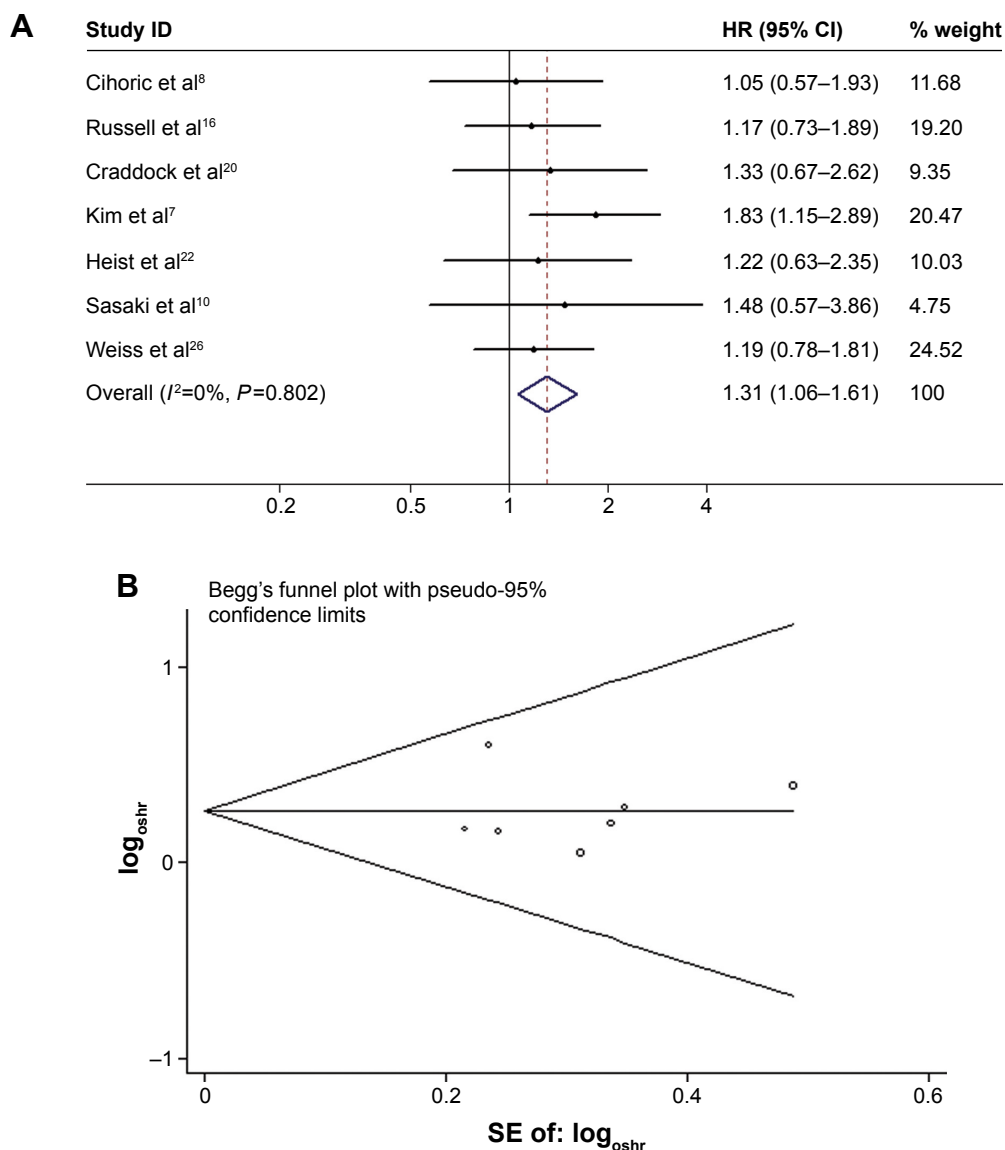 A
Study ID HR (95% CI) % weight
Cihoric et al⁸ 1.05 (0.57–1.93) 11.68
Russell et al¹⁶ 1.17 (0.73–1.89) 19.20
Craddock et al²⁰ 1.33 (0.67–2.62) 9.35
Kim et al⁷ 1.83 (1.15–2.89) 20.47
Heist et al²² 1.22 (0.63–2.35) 10.03
Sasaki et al¹⁰ 1.48 (0.57–3.86) 4.75
Weiss et al²⁶ 1.19 (0.78–1.81) 24.52
Overall (I²=0%, P=0.802) 1.31 (1.06–1.61) 100
0.2 0.5 1 2 4
B
Begg's funnel plot with pseudo-95%
confidence limits
1
0
–1
log_oshr
0 0.2 0.4 0.6
SE of: log_oshr